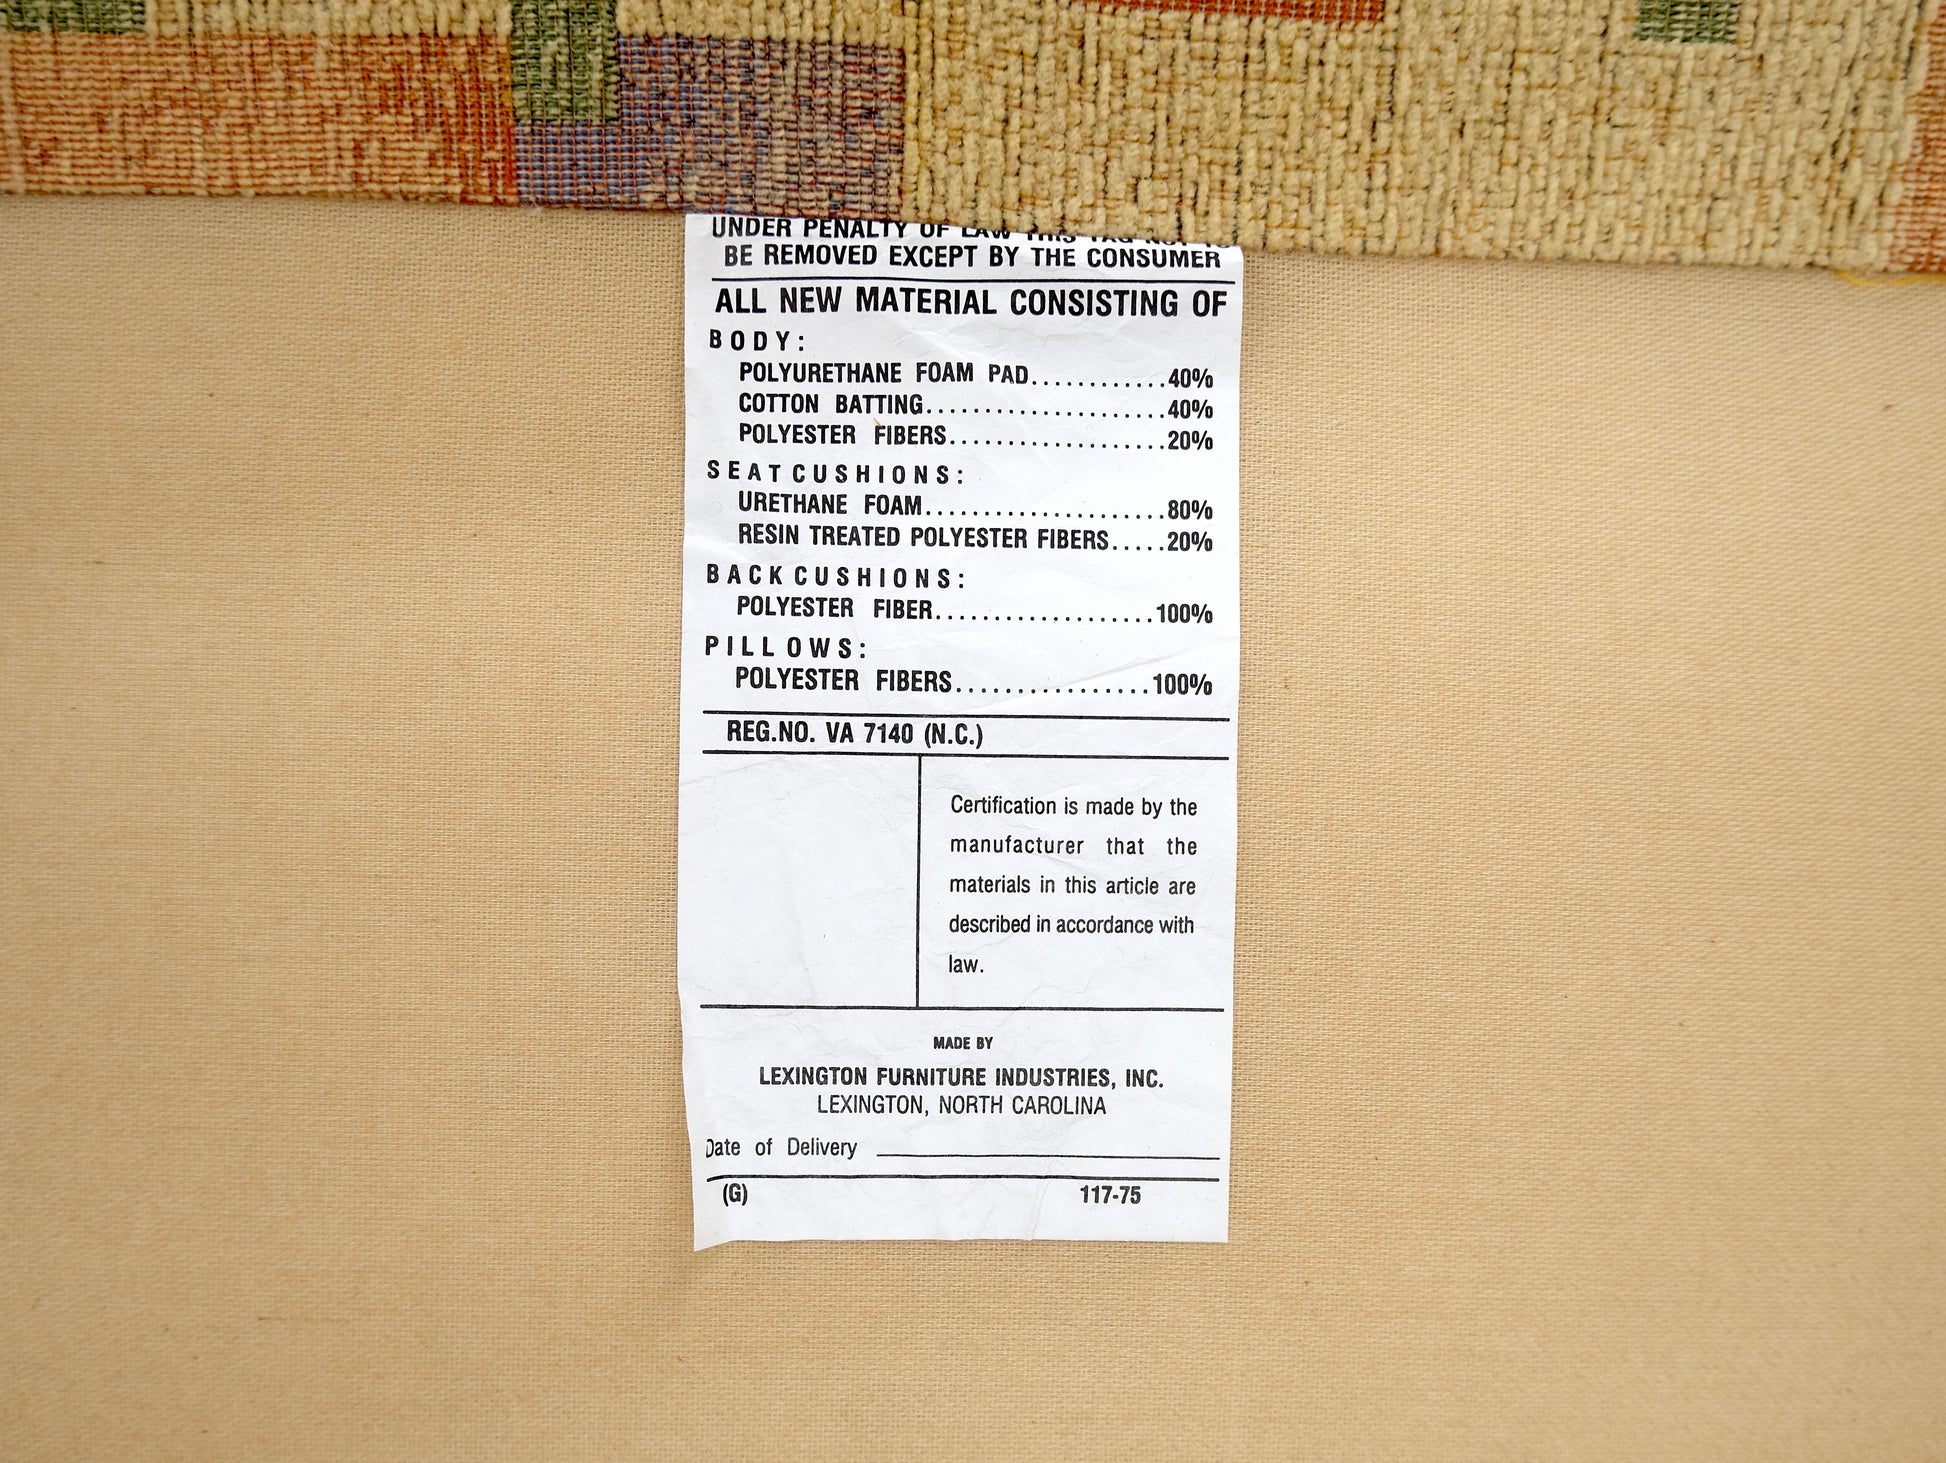 UNDER PENALTY OF LAW THIS TAG NOT TO
BE REMOVED EXCEPT BY THE CONSUMER
ALL NEW MATERIAL CONSISTING OF
BODY:
POLYURETHANE FOAM PAD............40%
COTTON BATTING....................40%
POLYESTER FIBERS..................20%
SEAT CUSHIONS:
URETHANE FOAM....................80%
RESIN TREATED POLYESTER FIBERS.....20%
BACK CUSHIONS:
POLYESTER FIBER...................100%
PILLOWS:
POLYESTER FIBERS................100%
REG.NO. VA 7140 (N.C.)
Certification is made by the
manufacturer that the
materials in this article are
described in accordance with
law.
MADE BY
LEXINGTON FURNITURE INDUSTRIES, INC.
LEXINGTON, NORTH CAROLINA
Date of Delivery
(G) 117-75